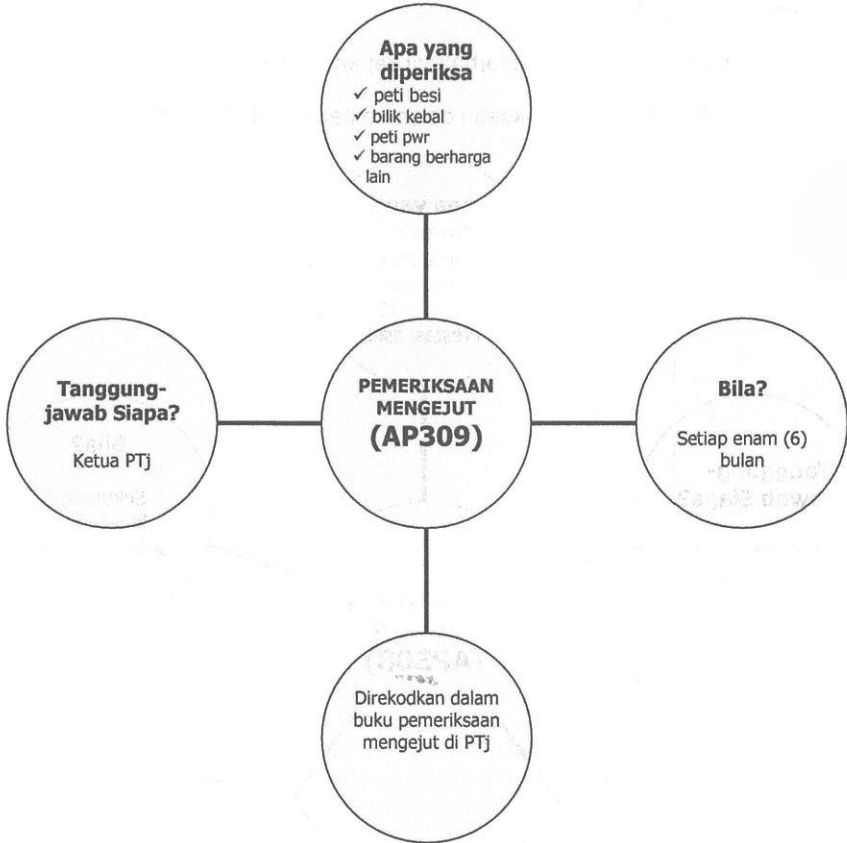 Apa yang
diperiksa
✓ peti besi
✓ bilik kebal
✓ peti pwr
✓ barang berharga
lain
Tanggung-
jawab Siapa?
Ketua PTj
PEMERIKSAAN
MENGEJUT
(AP309)
Bila?
Setiap enam (6)
bulan
Direkodkan dalam
buku pemeriksaan
mengejut di PTj